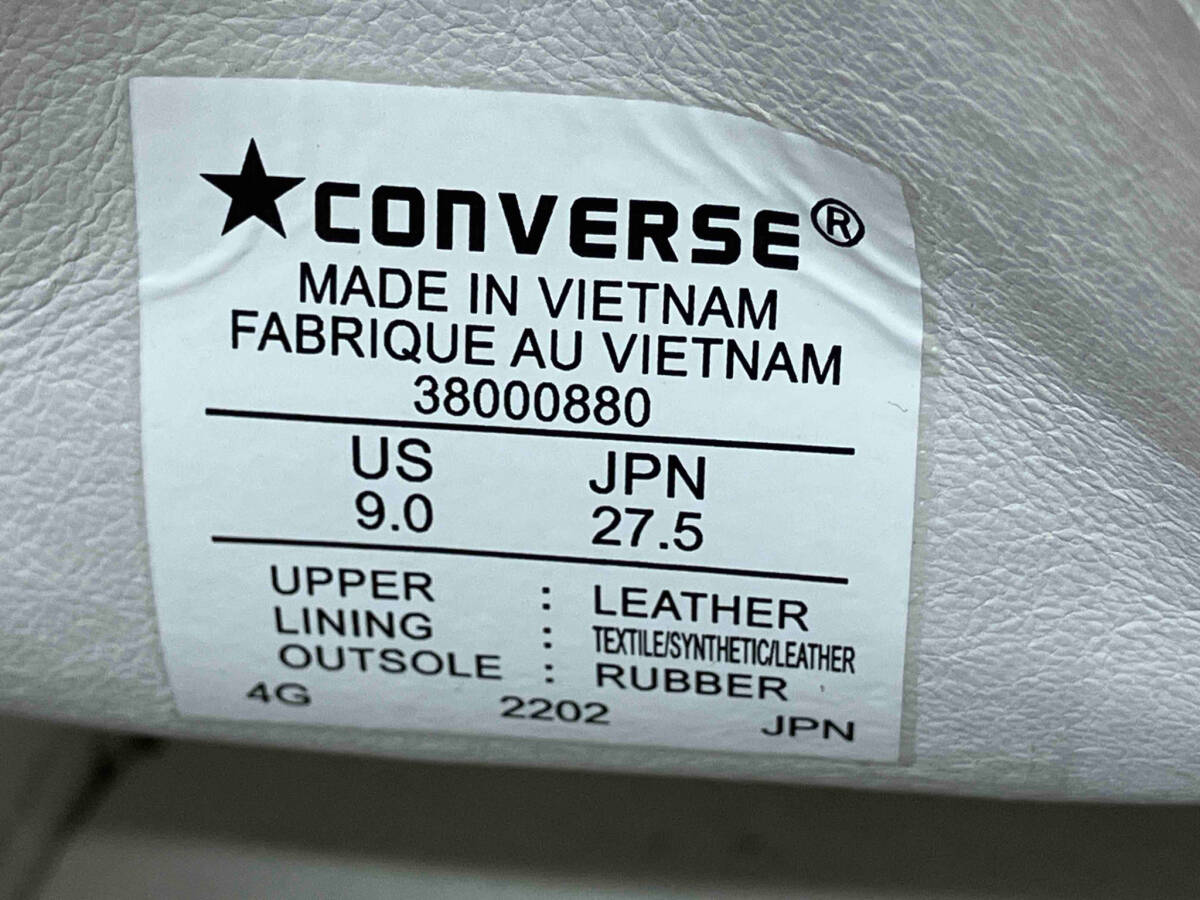 ★CONVERSE®
MADE IN VIETNAM
FABRIQUE AU VIETNAM
38000880
US JPN
9.0 27.5
UPPER : LEATHER
LINING : TEXTILE/SYNTHETIC/LEATHER
OUTSOLE : RUBBER
4G 2202 JPN